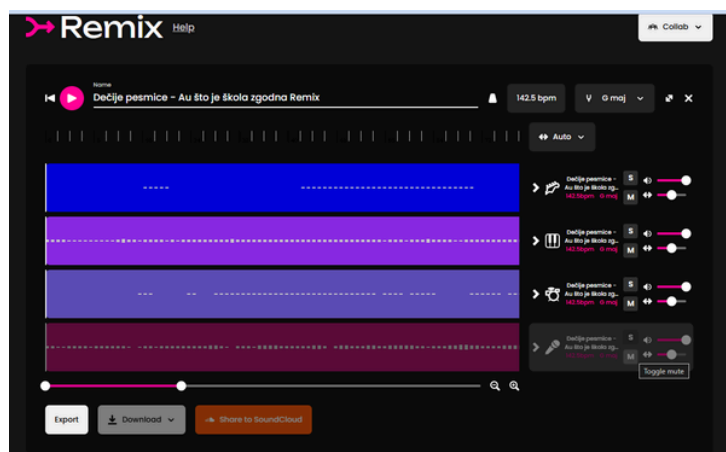 Remix Help
Collab
Name
Dečije pesmice - Au što je škola zgodna Remix
142.5 bpm
G maj
Auto
Dečije pesmice -
Au što je škola zg...
142.5bpm G maj
S
M
Dečije pesmice -
Au što je škola zg...
142.5bpm G maj
S
M
Dečije pesmice -
Au što je škola zg...
142.5bpm G maj
S
M
Dečije pesmice -
Au što je škola zg...
142.5bpm G maj
S
M
Toggle mute
Export
Download
Share to SoundCloud